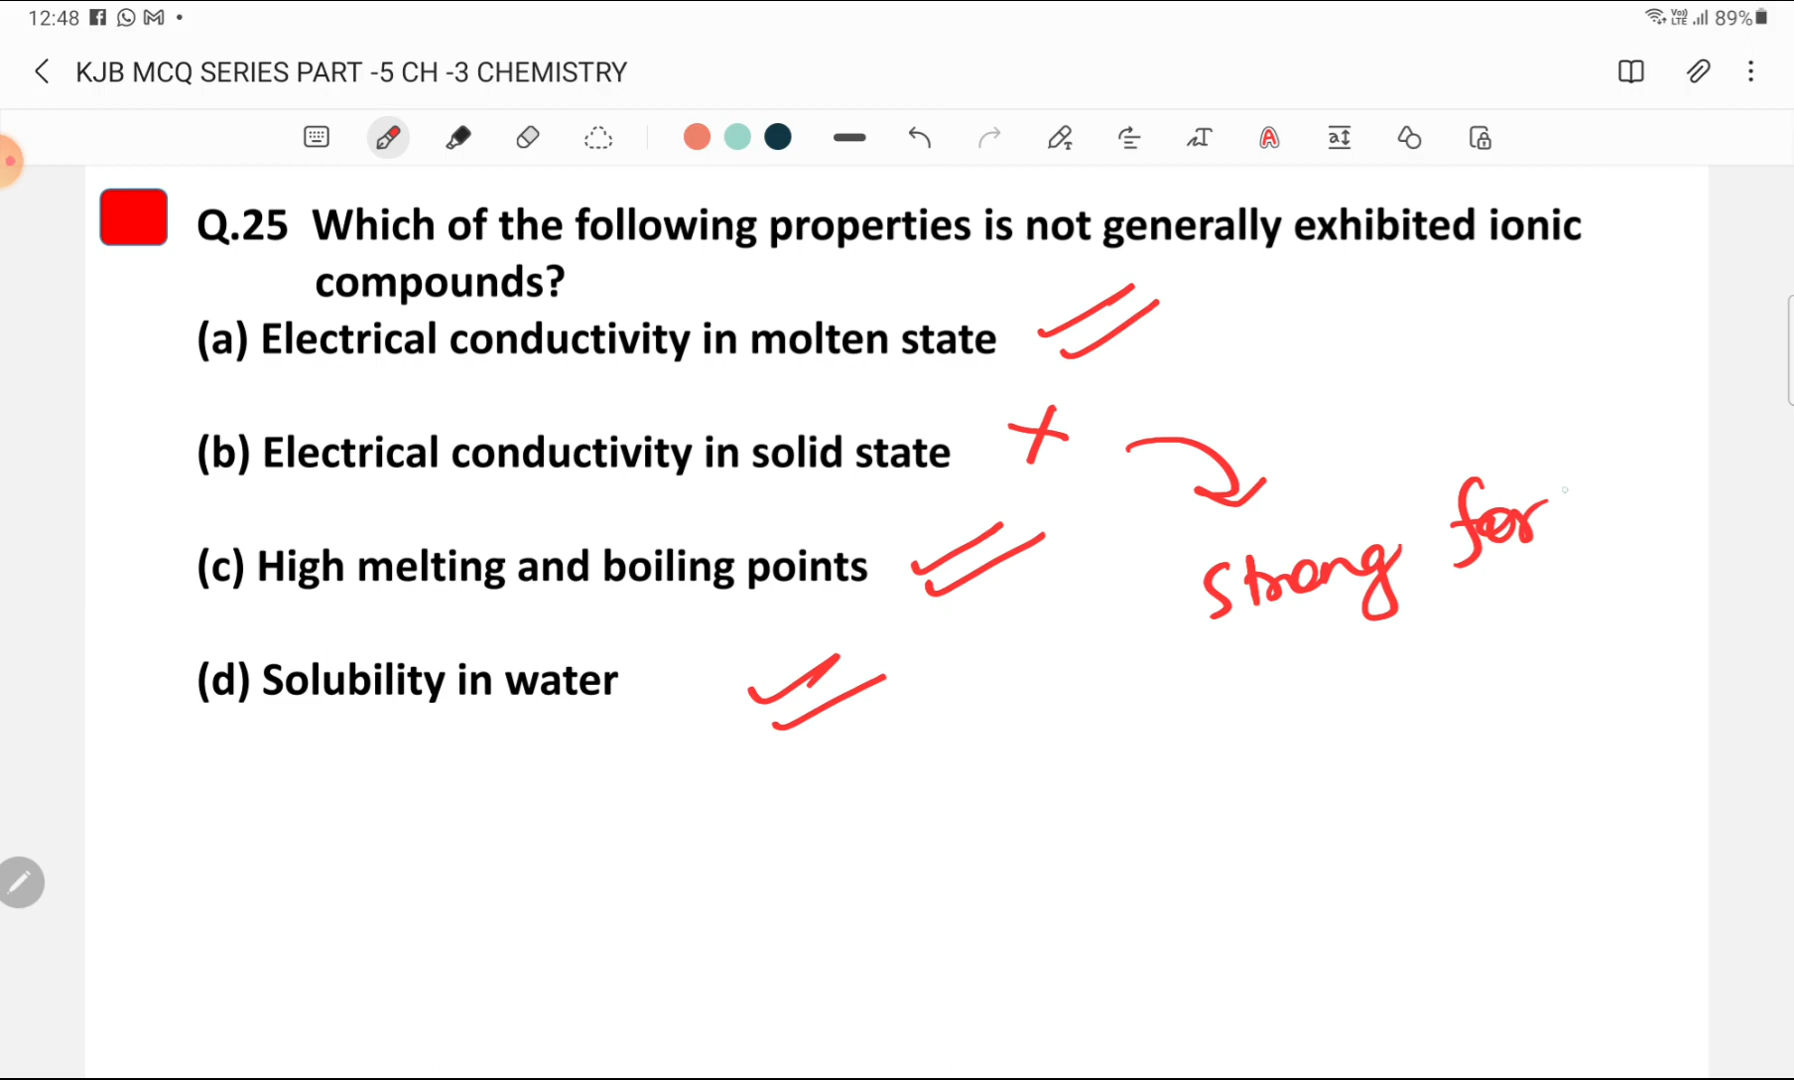 12:48 89%
KJB MCQ SERIES PART -5 CH -3 CHEMISTRY
Q.25 Which of the following properties is not generally exhibited ionic
compounds?
(a) Electrical conductivity in molten state
(b) Electrical conductivity in solid state
(c) High melting and boiling points
(d) Solubility in water
strong for